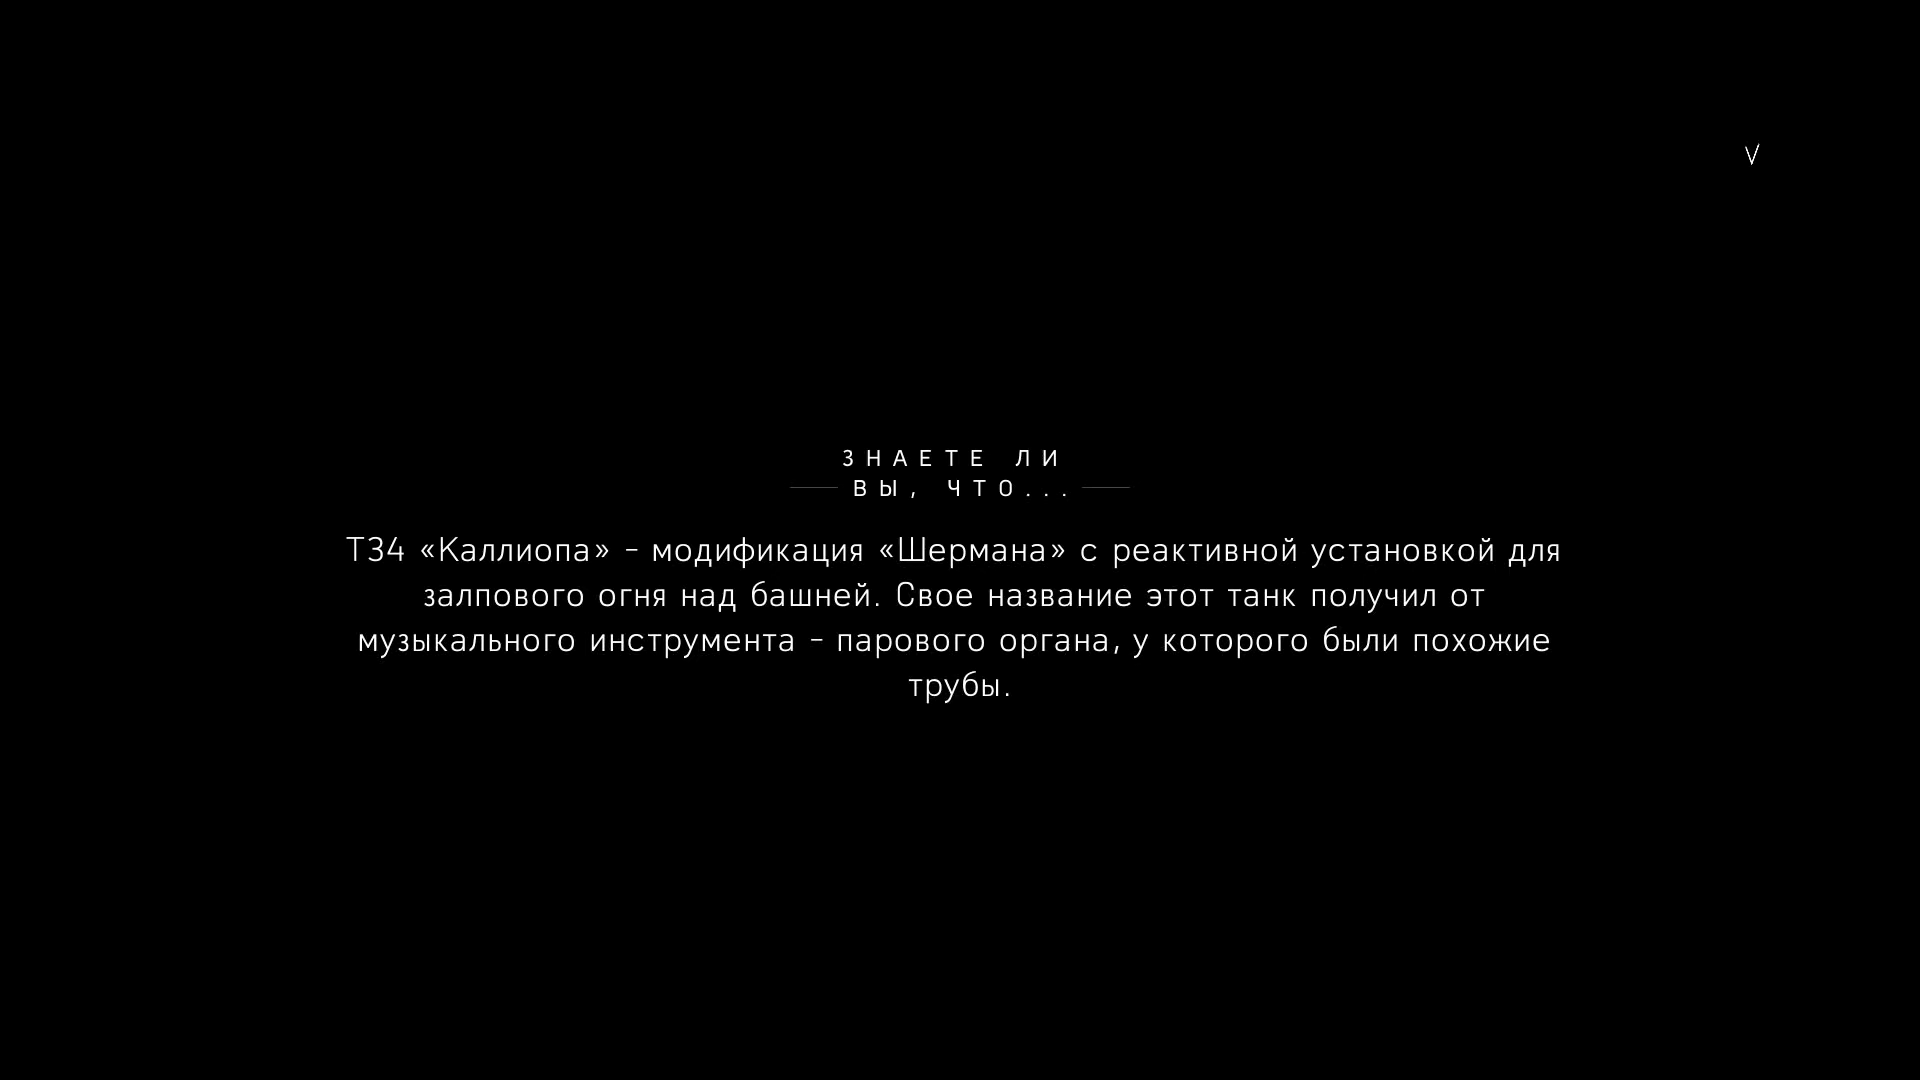 V
ЗНАЕТЕ ЛИ
ВЫ, ЧТО...
T34 «Каллиопа» – модификация «Шермана» с реактивной установкой для
залпового огня над башней. Свое название этот танк получил от
музыкального инструмента – парового органа, у которого были похожие
трубы.